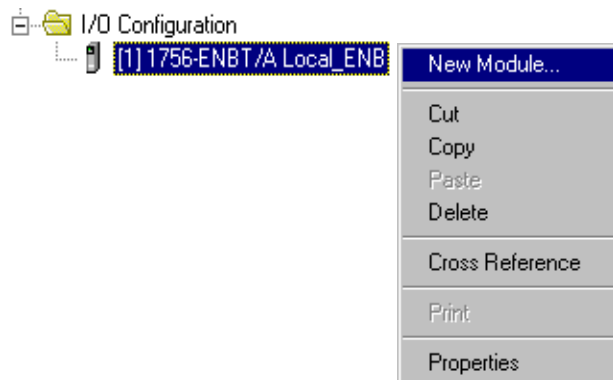 I/O Configuration
[1] 1756-ENBT/A Local_ENB
New Module...
Cut
Copy
Paste
Delete
Cross Reference
Print
Properties